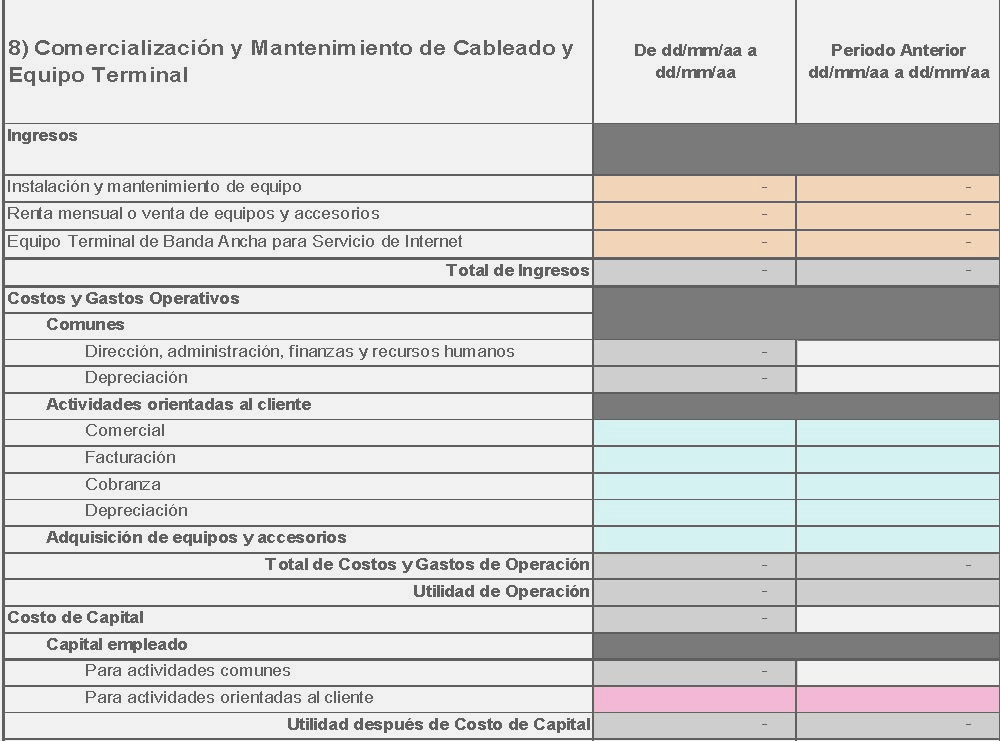 8) Comercialización y Mantenimiento de Cableado y
Equipo Terminal
De dd/mm/aa a
dd/mm/aa
Periodo Anterior
dd/mm/aa a dd/mm/aa
Ingresos
Instalación y mantenimiento de equipo - -
Renta mensual o venta de equipos y accesorios - -
Equipo Terminal de Banda Ancha para Servicio de Internet - -
Total de Ingresos - -
Costos y Gastos Operativos
Comunes
Dirección, administración, finanzas y recursos humanos -
Depreciación -
Actividades orientadas al cliente
Comercial
Facturación
Cobranza
Depreciación
Adquisición de equipos y accesorios
Total de Costos y Gastos de Operación - -
Utilidad de Operación -
Costo de Capital -
Capital empleado
Para actividades comunes -
Para actividades orientadas al cliente
Utilidad después de Costo de Capital - -